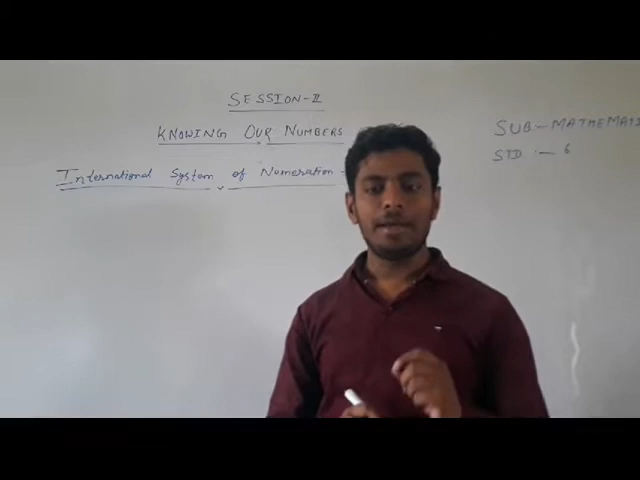 SESSION-II
KNOWING OUR NUMBERS
International System of Numeration
SUB-MATHEMATI
STD - 6